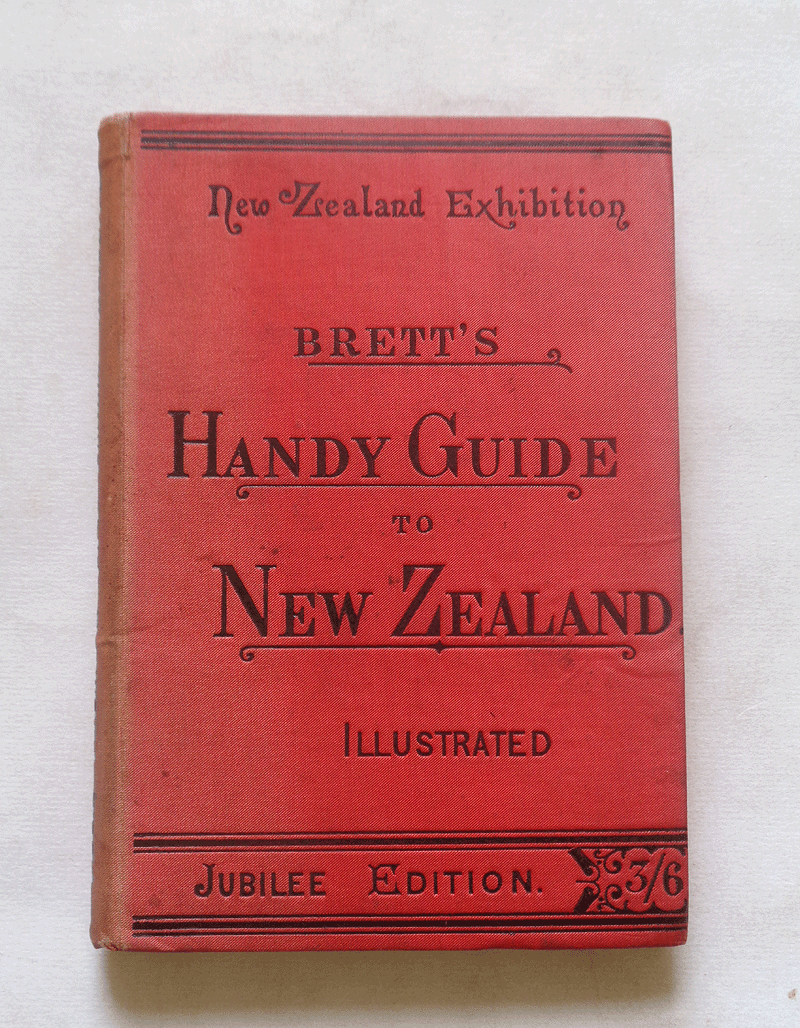 New Zealand Exhibition
BRETT'S
HANDY GUIDE
TO
NEW ZEALAND.
ILLUSTRATED
JUBILEE EDITION.
3/6